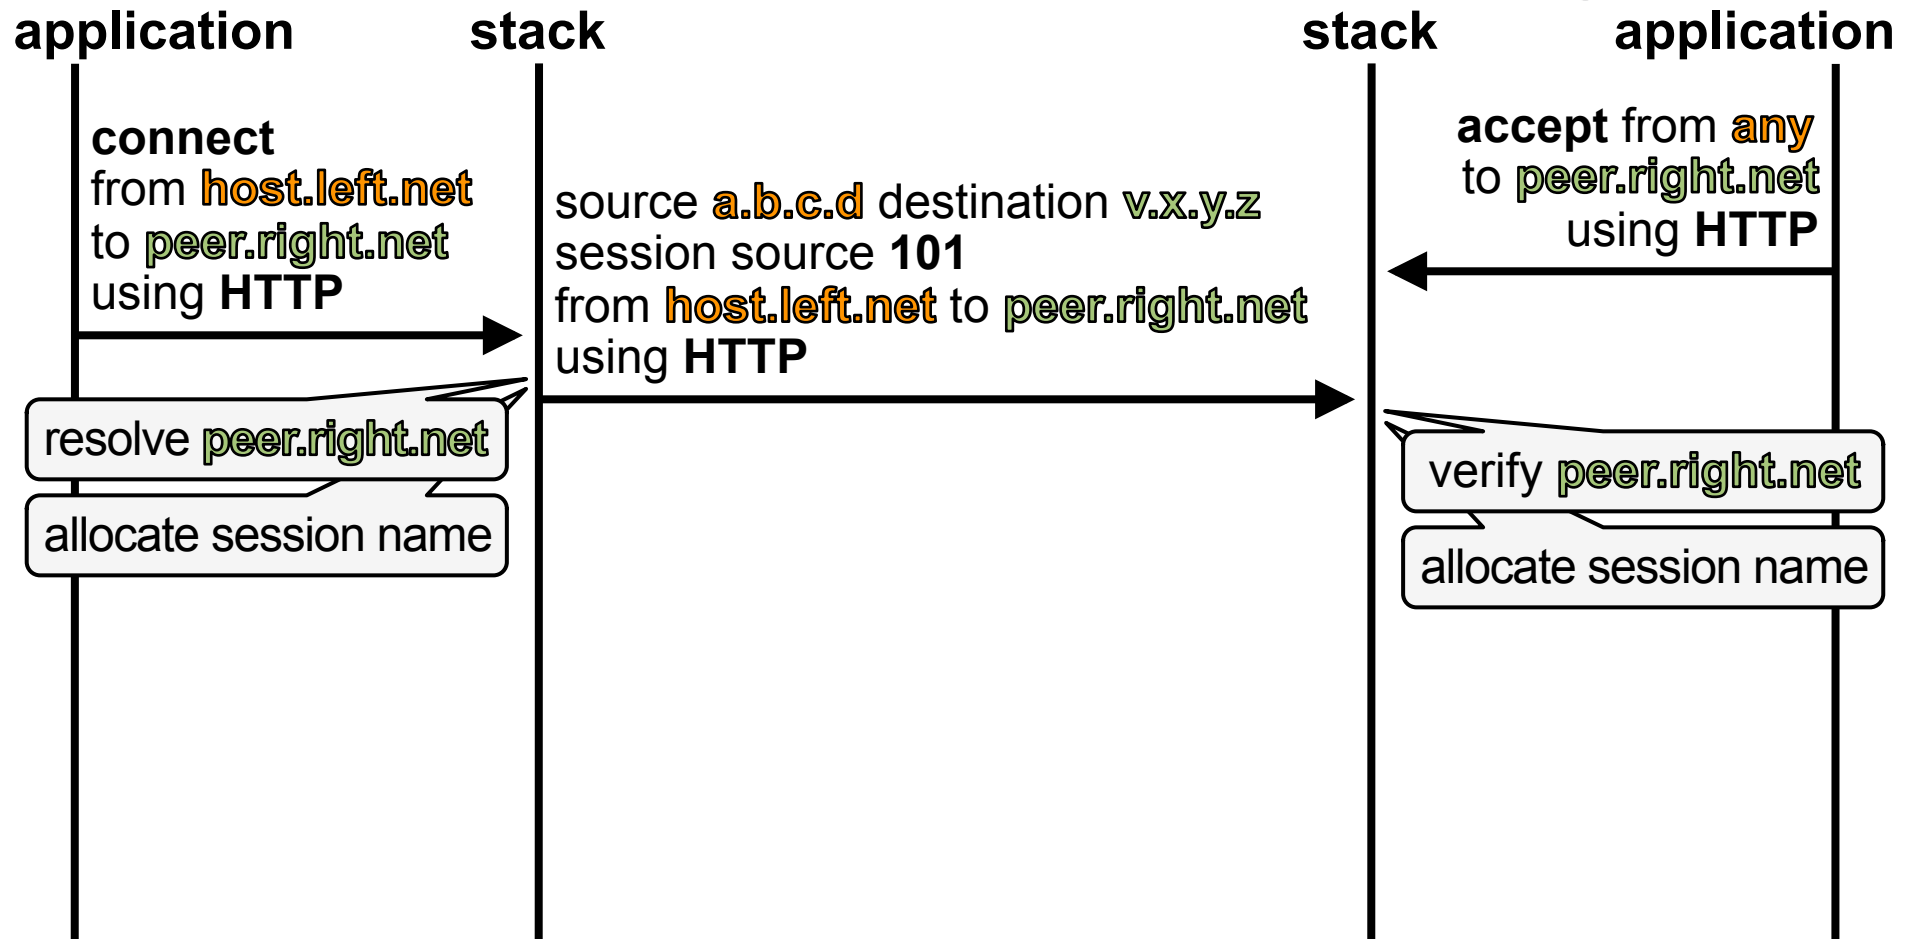 application
stack
stack
application
connect
from host.left.net
to peer.right.net
using HTTP
source a.b.c.d destination v.x.y.z
session source 101
from host.left.net to peer.right.net
using HTTP
accept from any
to peer.right.net
using HTTP
resolve peer.right.net
allocate session name
verify peer.right.net
allocate session name